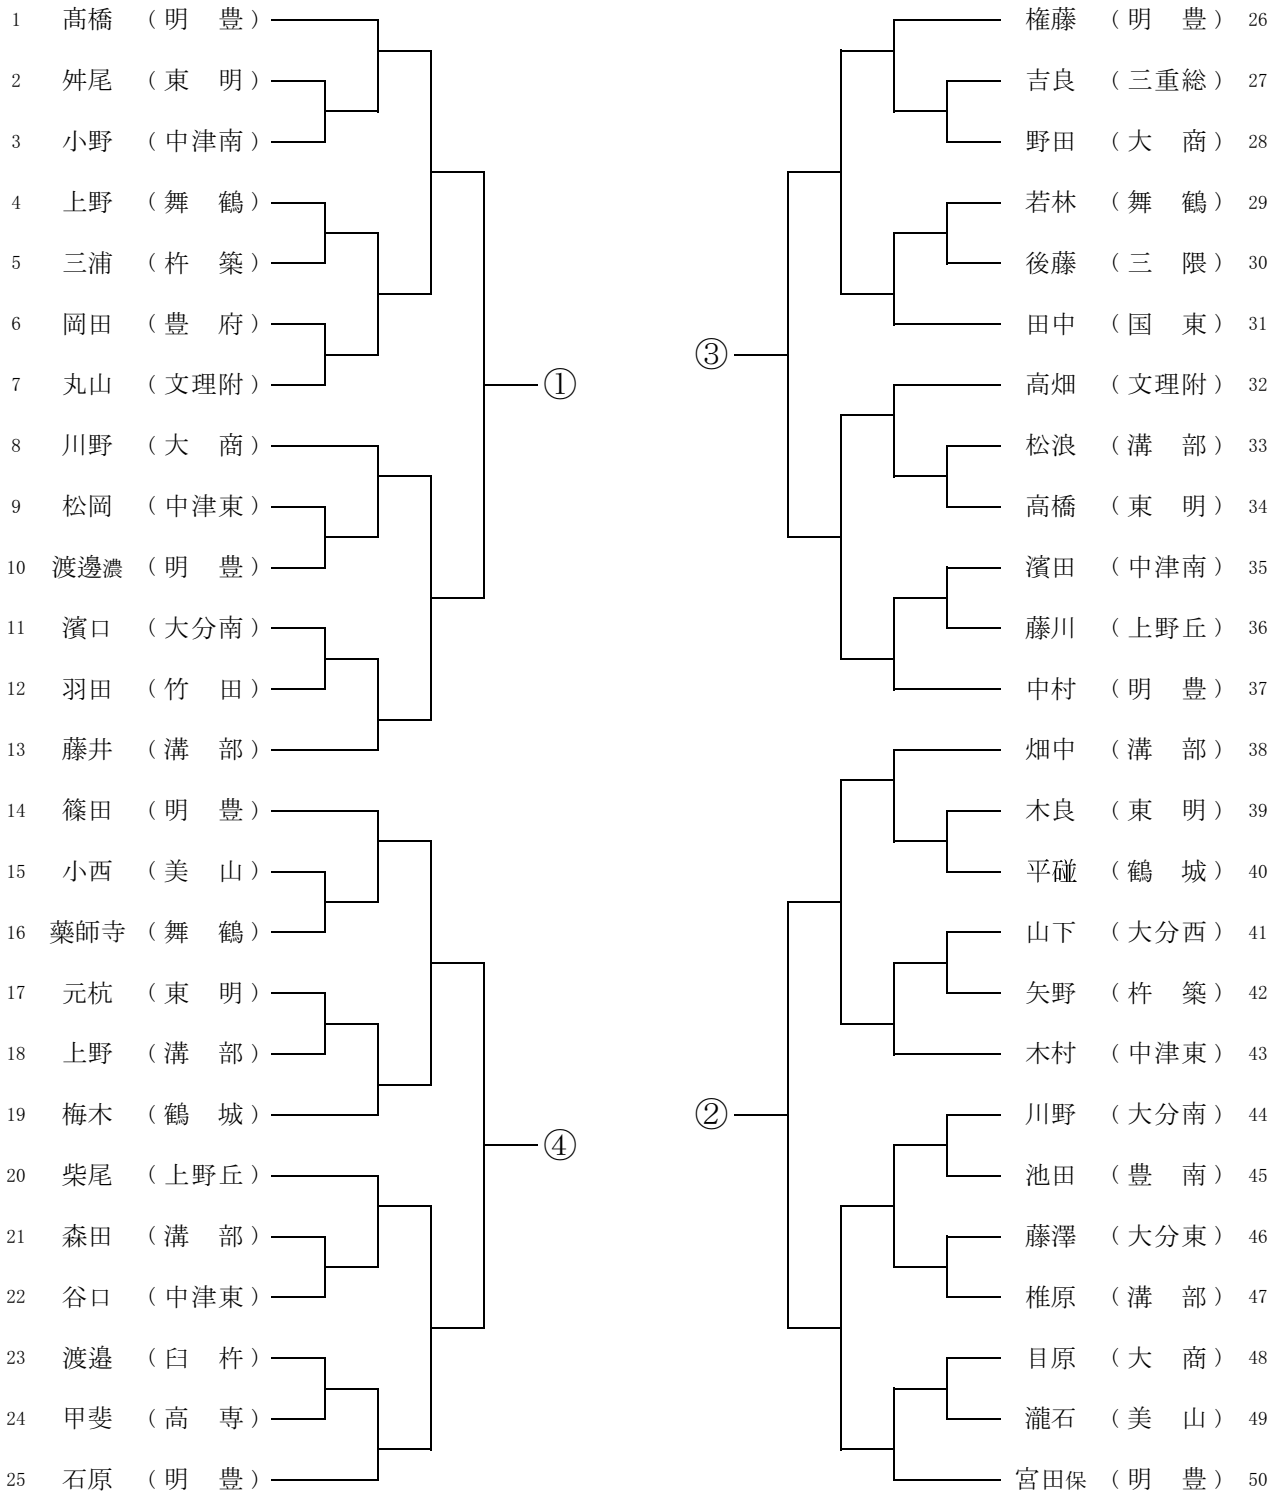 1 髙橋 （明 豊）
2 舛尾 （東 明）
3 小野 （中津南）
4 上野 （舞 鶴）
5 三浦 （杵 築）
6 岡田 （豊 府）
7 丸山 （文理附）
①
8 川野 （大 商）
9 松岡 （中津東）
10 渡邊濃 （明 豊）
11 濱口 （大分南）
12 羽田 （竹 田）
13 藤井 （溝 部）
14 篠田 （明 豊）
15 小西 （美 山）
16 藥師寺 （舞 鶴）
17 元杭 （東 明）
18 上野 （溝 部）
19 梅木 （鶴 城）
④
20 柴尾 （上野丘）
21 森田 （溝 部）
22 谷口 （中津東）
23 渡邉 （臼 杵）
24 甲斐 （高 専）
25 石原 （明 豊）
権藤 （明 豊） 26
吉良 （三重総） 27
野田 （大 商） 28
若林 （舞 鶴） 29
後藤 （三 隈） 30
田中 （国 東） 31
③
高畑 （文理附） 32
松浪 （溝 部） 33
高橋 （東 明） 34
濱田 （中津南） 35
藤川 （上野丘） 36
中村 （明 豊） 37
畑中 （溝 部） 38
木良 （東 明） 39
平碰 （鶴 城） 40
山下 （大分西） 41
矢野 （杵 築） 42
木村 （中津東） 43
②
川野 （大分南） 44
池田 （豊 南） 45
藤澤 （大分東） 46
椎原 （溝 部） 47
目原 （大 商） 48
瀧石 （美 山） 49
宮田保 （明 豊） 50